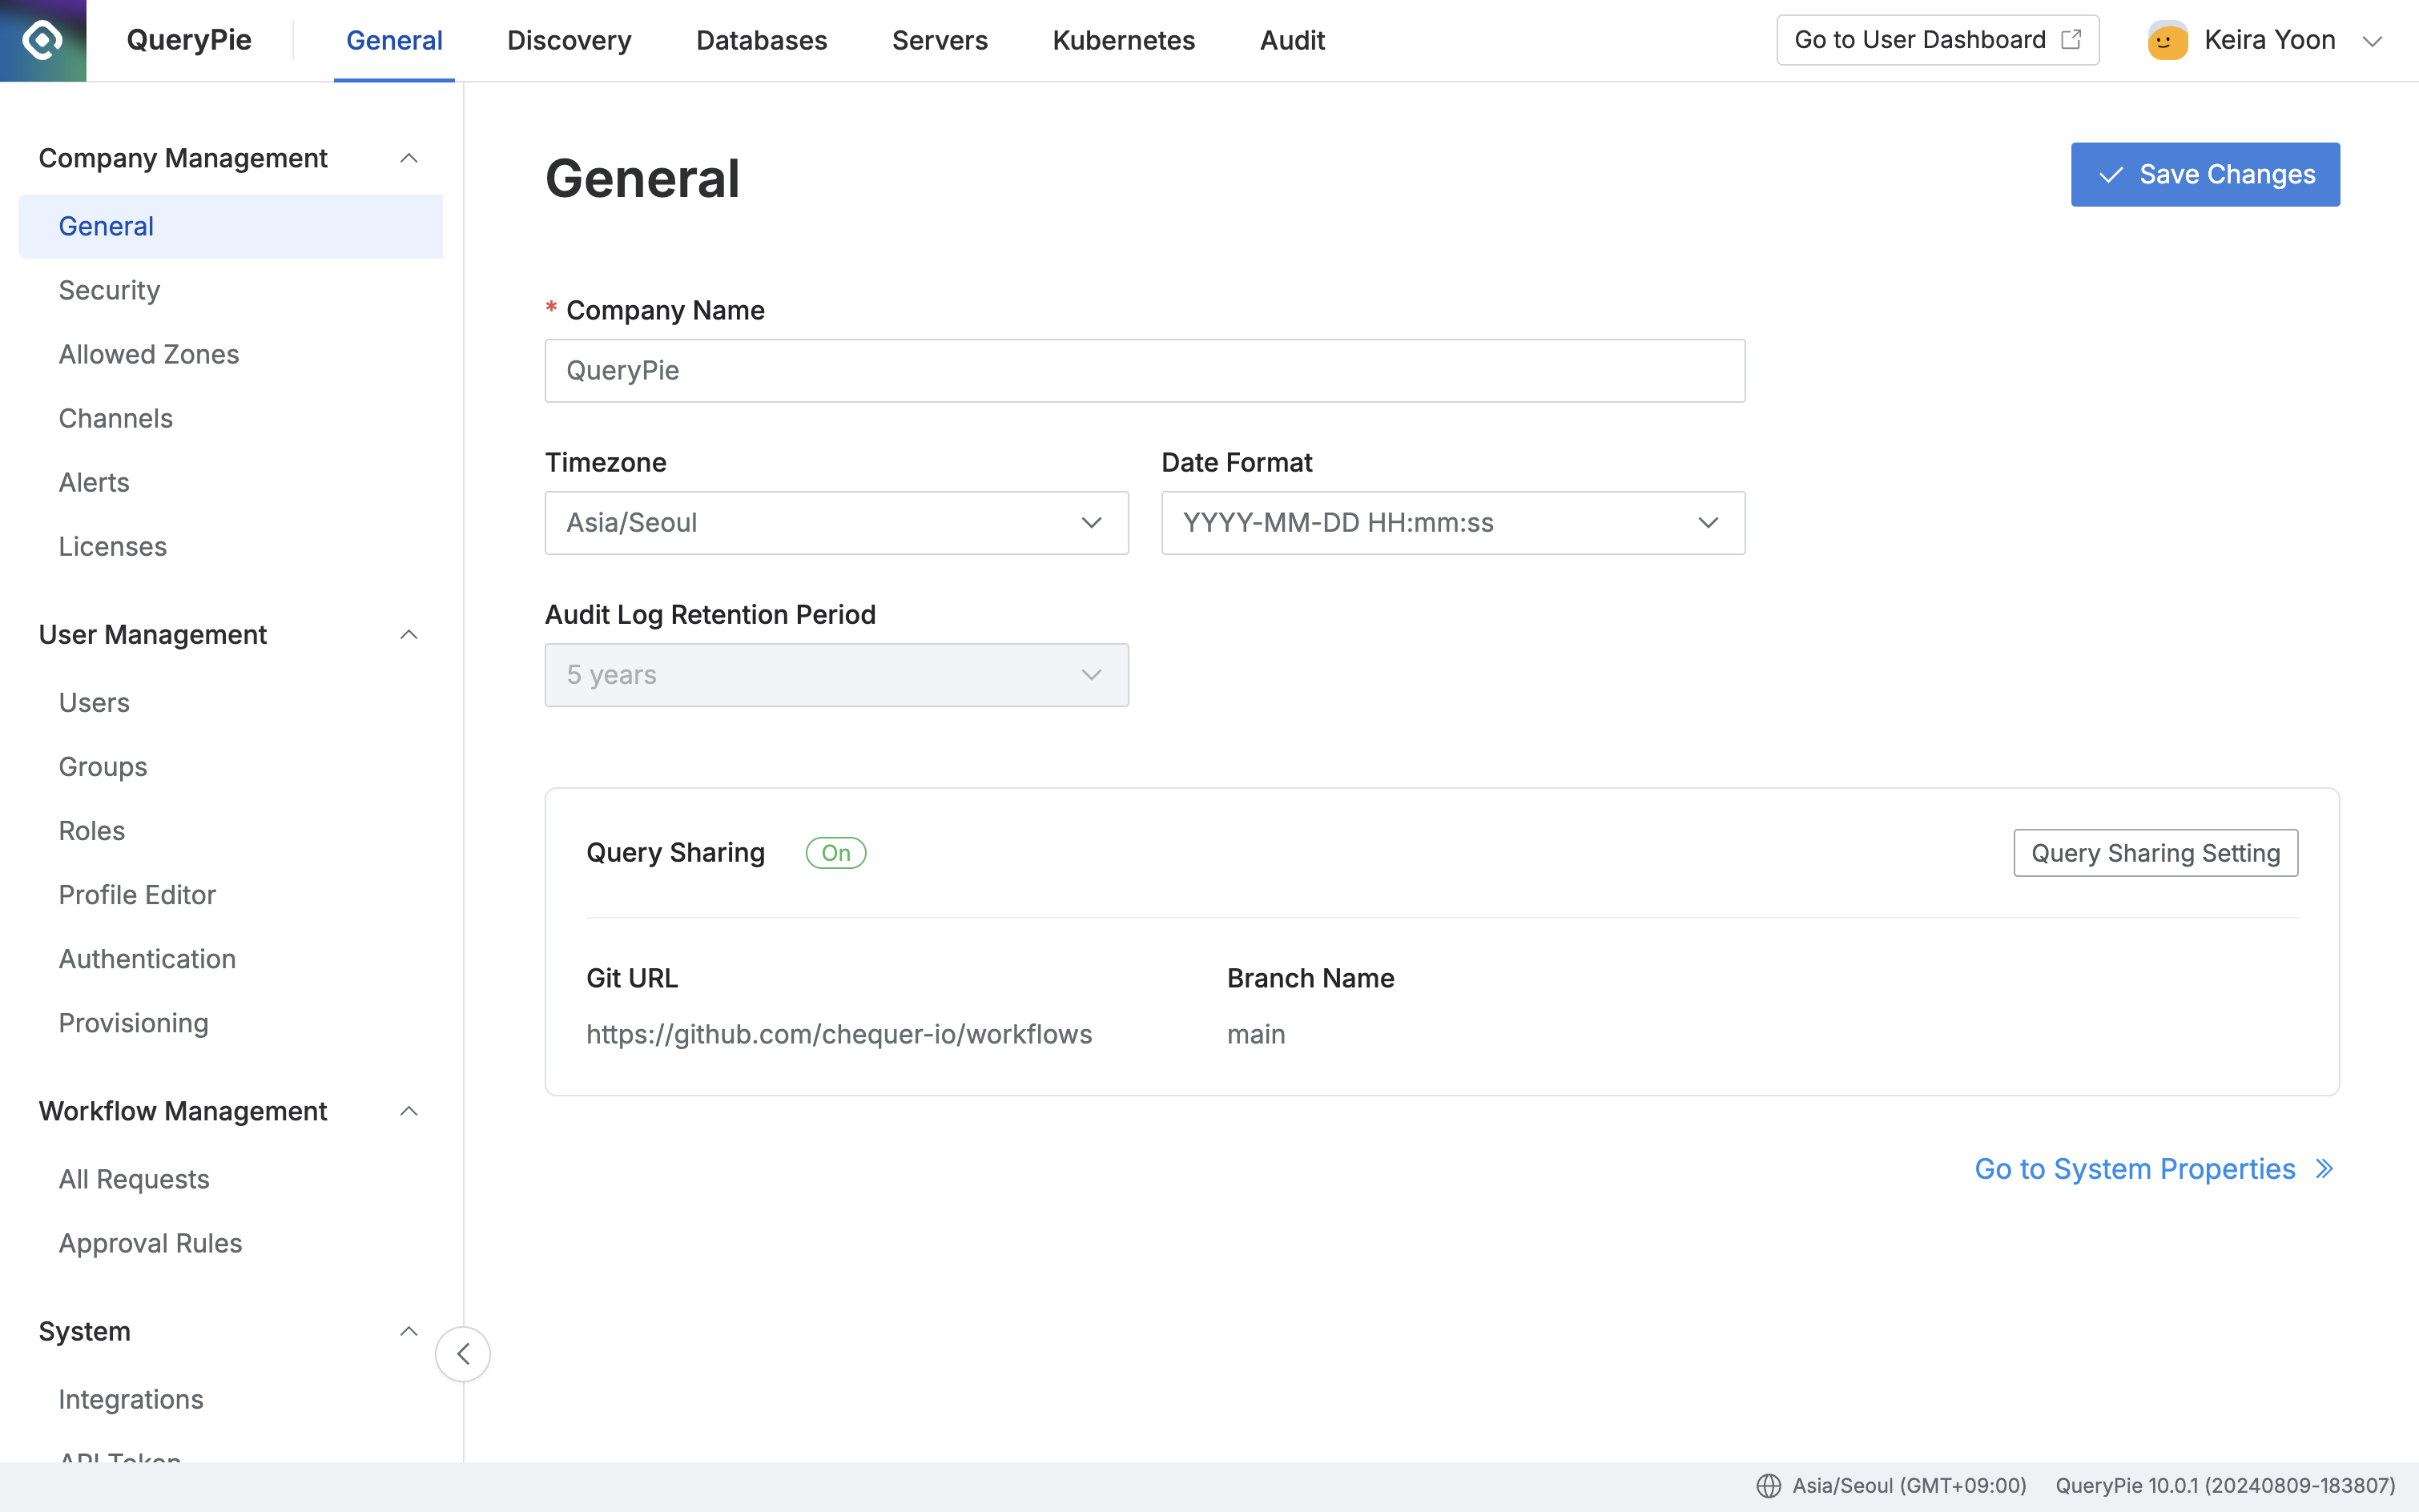 QueryPie
General
Discovery
Databases
Servers
Kubernetes
Audit
Go to User Dashboard
Keira Yoon
Company Management
General
Security
Allowed Zones
Channels
Alerts
Licenses
User Management
Users
Groups
Roles
Profile Editor
Authentication
Provisioning
Workflow Management
All Requests
Approval Rules
System
Integrations
API Token
General
Save Changes
* Company Name
QueryPie
Timezone
Date Format
Asia/Seoul
YYYY-MM-DD HH:mm:ss
Audit Log Retention Period
5 years
Query Sharing
On
Query Sharing Setting
Git URL
Branch Name
https://github.com/chequer-io/workflows
main
Go to System Properties
Asia/Seoul (GMT+09:00)
QueryPie 10.0.1 (20240809-183807)